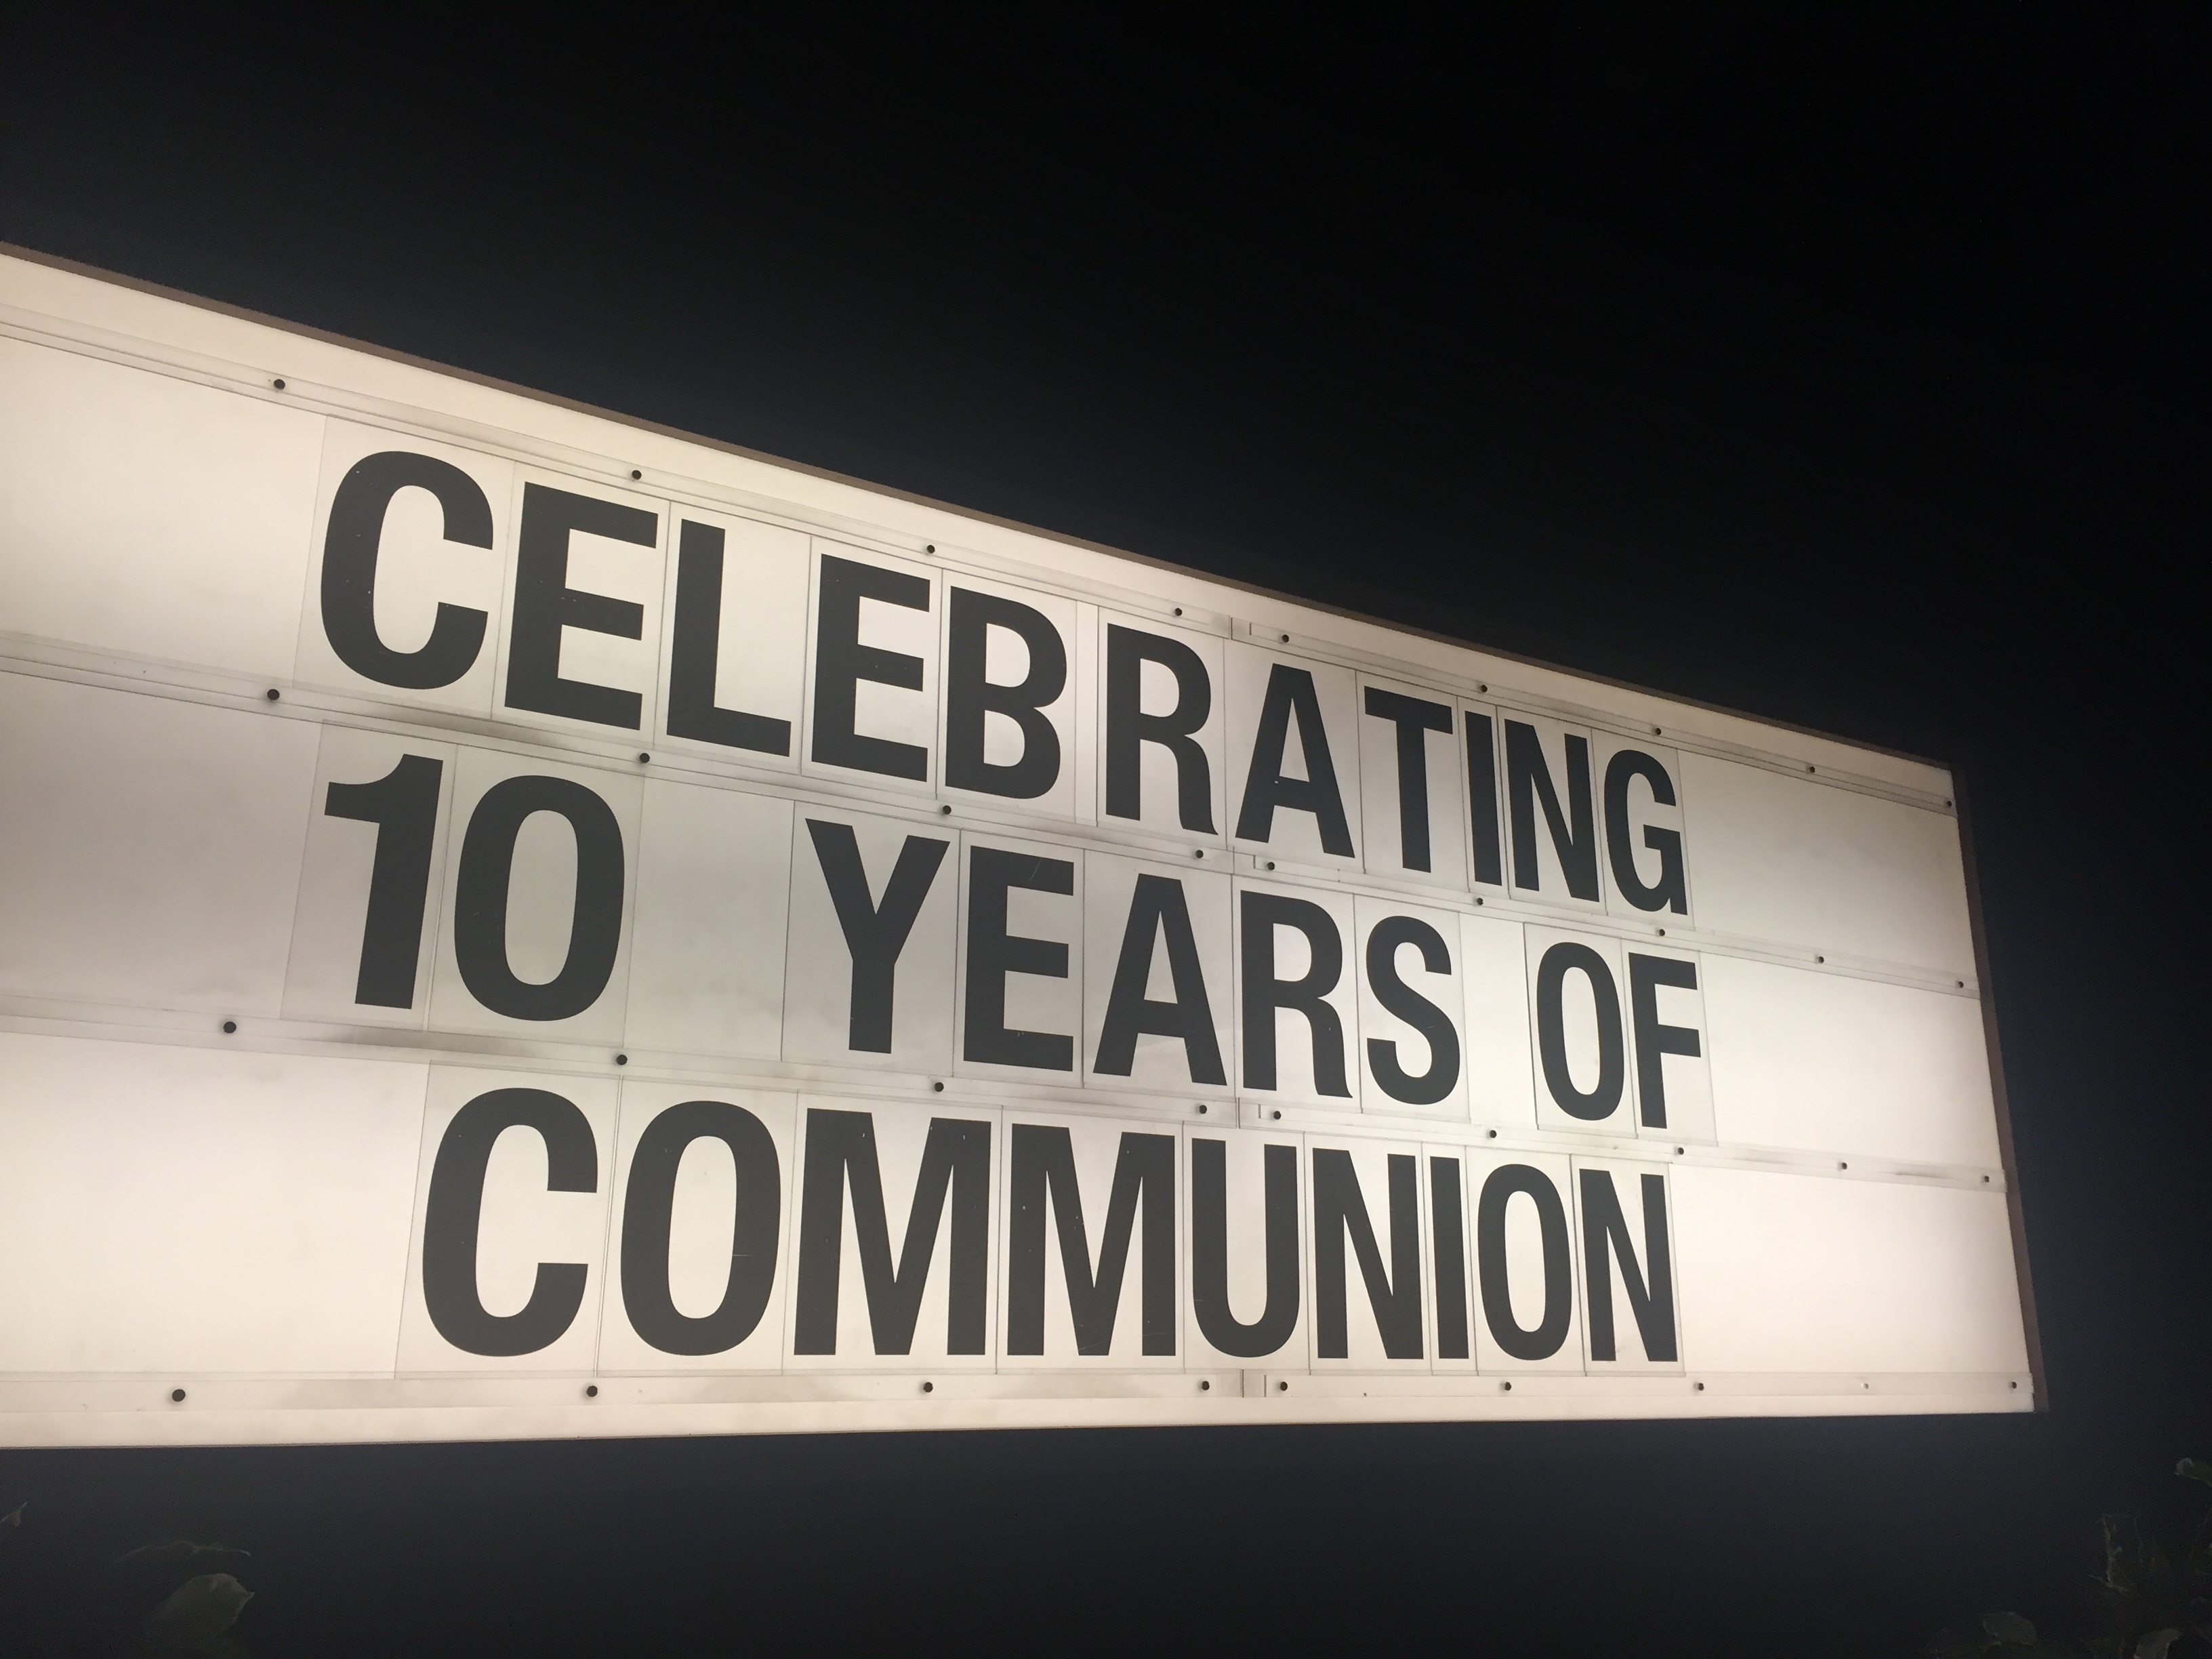 CELEBRATING
10 YEARS OF
COMMUNION